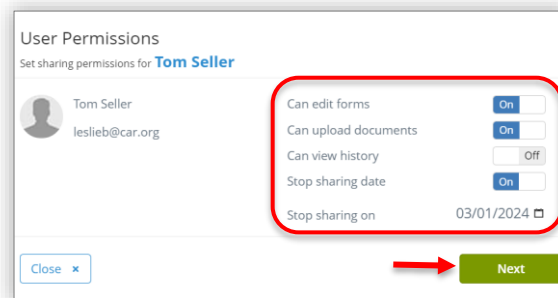 User Permissions
Set sharing permissions for Tom Seller
Tom Seller
leslieb@car.org
Can edit forms On
Can upload documents On
Can view history Off
Stop sharing date On
Stop sharing on 03/01/2024
Close ×
Next